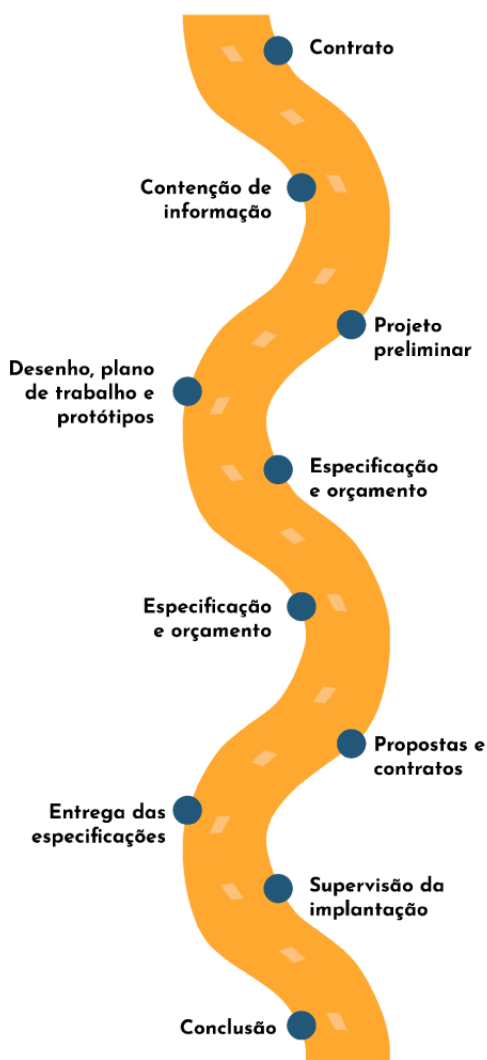 Contrato
Contenção de
informação
Projeto
preliminar
Desenho, plano
de trabalho e
protótipos
Especificação
e orçamento
Especificação
e orçamento
Propostas e
contratos
Entrega das
especificações
Supervisão da
implantação
Conclusão